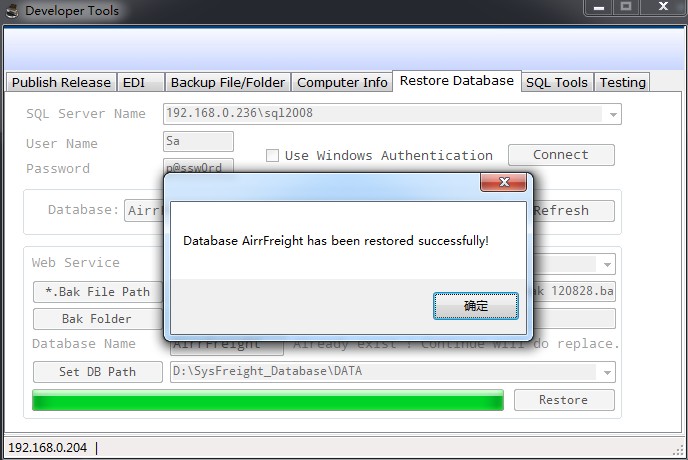 Developer Tools
Publish Release EDI Backup File/Folder Computer Info Restore Database SQL Tools Testing
SQL Server Name 192.168.0.236\sql2008
User Name Sa
Use Windows Authentication Connect
Password p@ssw0rd
Database: Refresh
Database AirrFreight has been restored successfully!
Web Service
*.Bak File Path 120828.ba
确定
Bak Folder
Database Name AirrFreight Already exist . Continue will do replace.
Set DB Path D:\SysFreight_Database\DATA
Restore
192.168.0.204 |